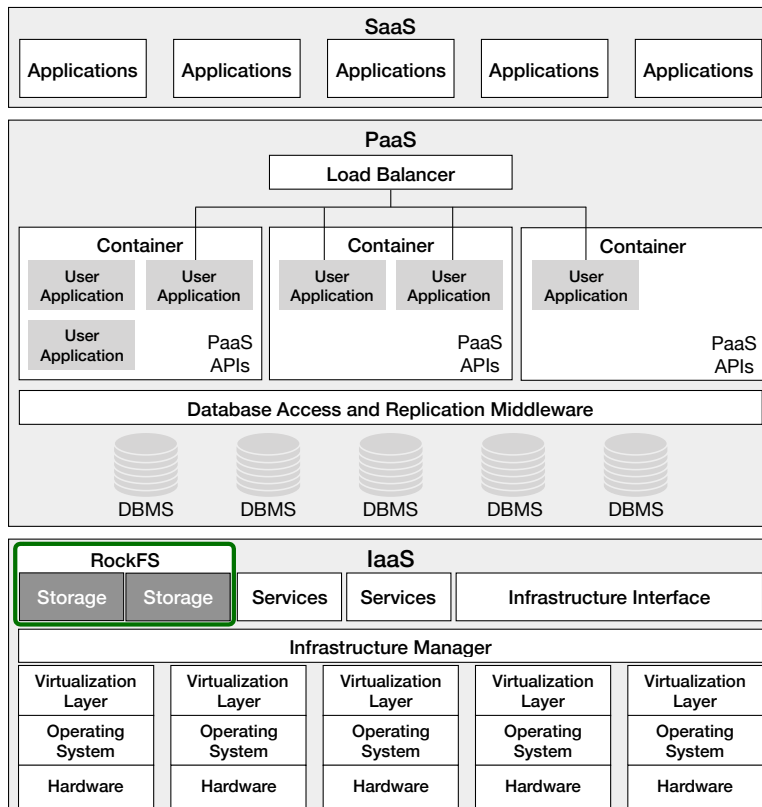 SaaS
Applications Applications Applications Applications Applications
PaaS
Load Balancer
Container Container Container
User User User User User
Application Application Application Application Application
User
Application
PaaS PaaS PaaS
APIs APIs APIs
Database Access and Replication Middleware
DBMS DBMS DBMS DBMS DBMS
RockFS IaaS
Storage Storage Services Services Infrastructure Interface
Infrastructure Manager
Virtualization Virtualization Virtualization Virtualization Virtualization
Layer Layer Layer Layer Layer
Operating Operating Operating Operating Operating
System System System System System
Hardware Hardware Hardware Hardware Hardware